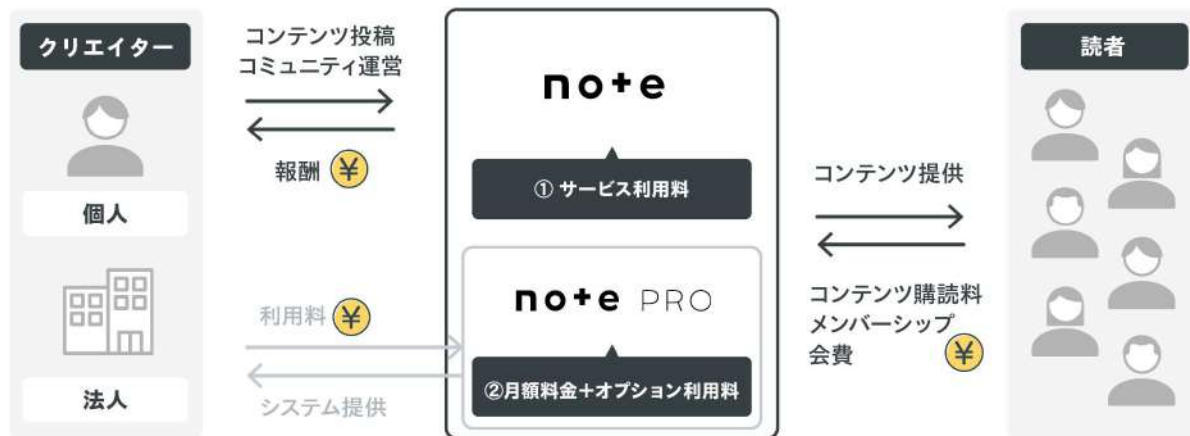 クリエイター
個人
法人
コンテンツ投稿
コミュニティ運営
報酬 ¥
利用料 ¥
システム提供
note
① サービス利用料
note PRO
②月額料金＋オプション利用料
コンテンツ提供
コンテンツ購読料
メンバーシップ
会費 ¥
読者